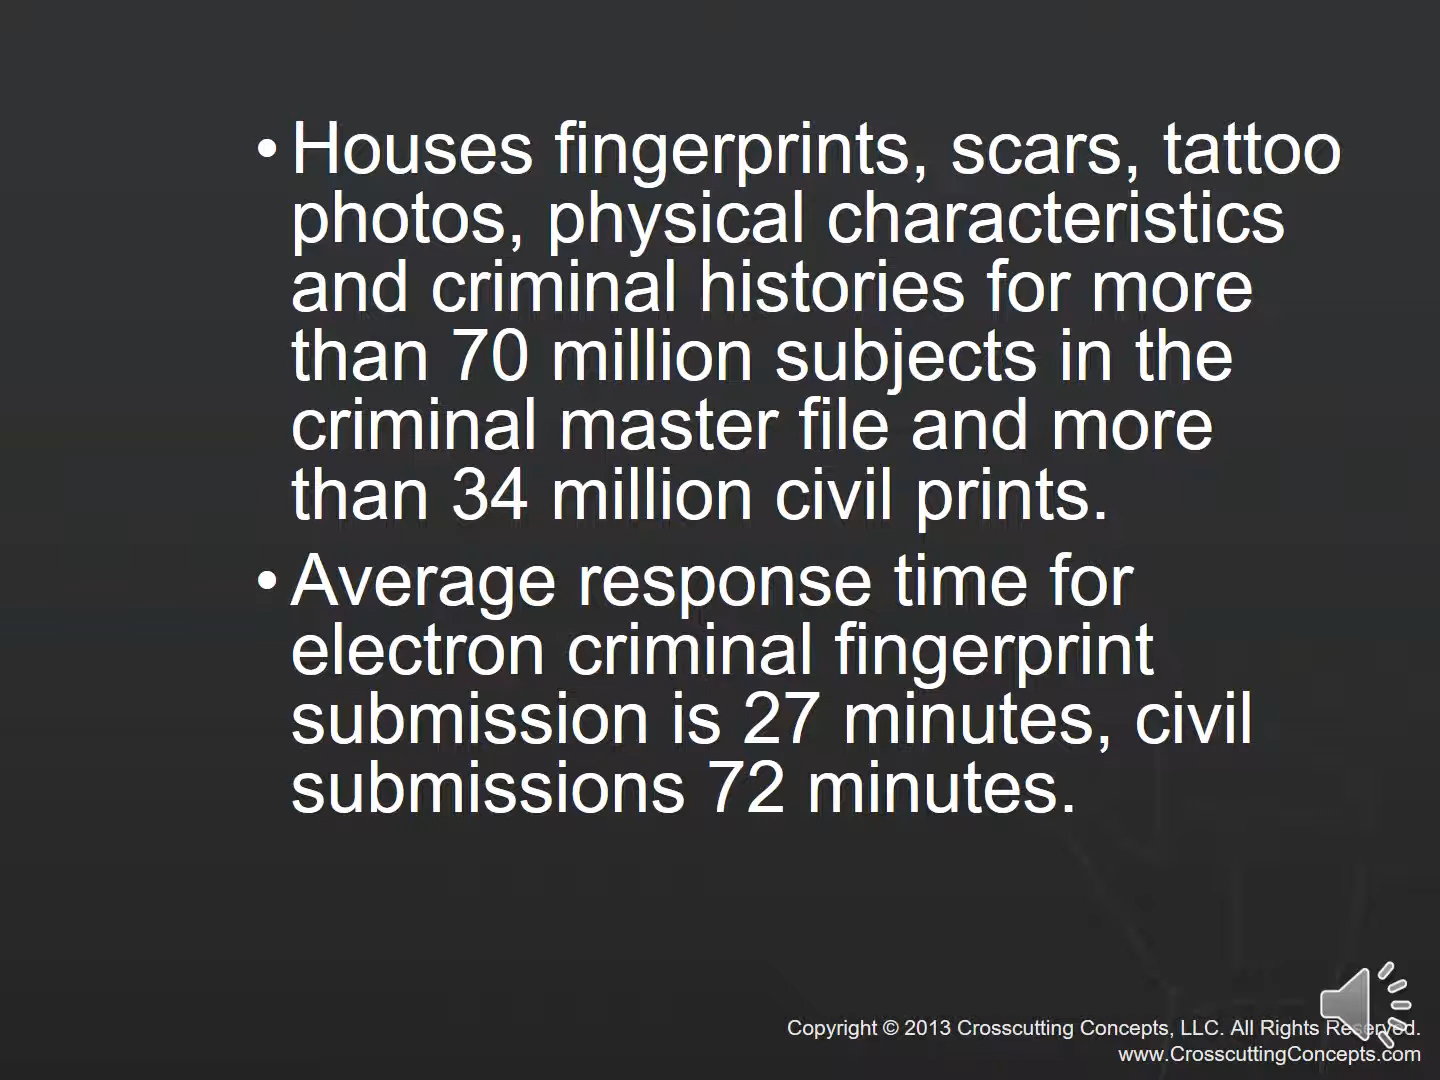 • Houses fingerprints, scars, tattoo
photos, physical characteristics
and criminal histories for more
than 70 million subjects in the
criminal master file and more
than 34 million civil prints.
• Average response time for
electron criminal fingerprint
submission is 27 minutes, civil
submissions 72 minutes.
Copyright © 2013 Crosscutting Concepts, LLC. All Rights Reserved.
www.CrosscuttingConcepts.com